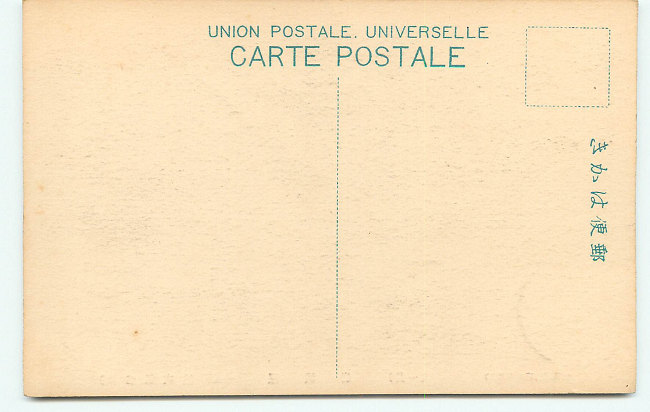 UNION POSTALE. UNIVERSELLE
CARTE POSTALE
郵便はかき